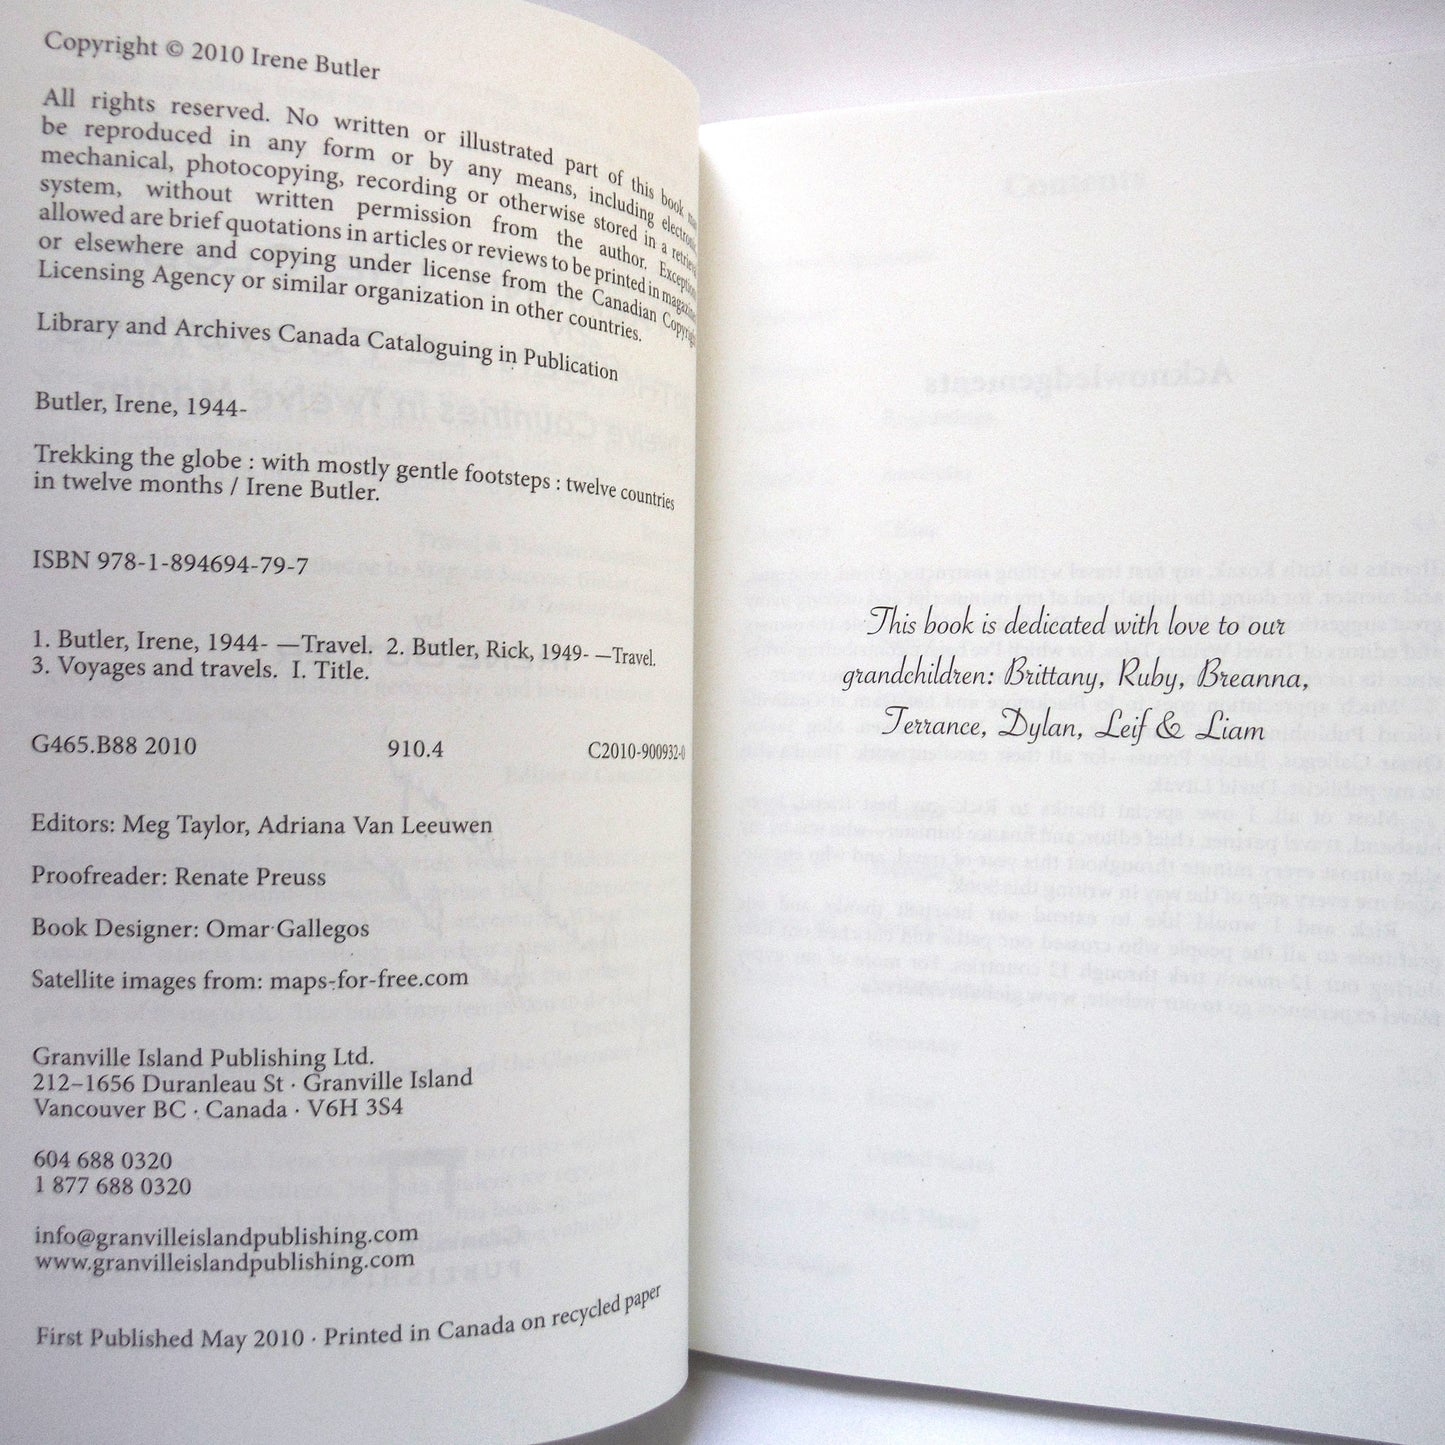 Copyright © 2010 Irene Butler
All rights reserved. No written or illustrated part of this book may
be reproduced in any form or by any means, including electronic,
mechanical, photocopying, recording or otherwise stored in a retrieval
system, without written permission from the author. Exceptions
allowed are brief quotations in articles or reviews to be printed in magazines
or elsewhere and copying under license from the Canadian Copyright
Licensing Agency or similar organization in other countries.
Library and Archives Canada Cataloguing in Publication
Butler, Irene, 1944-
Trekking the globe : with mostly gentle footsteps : twelve countries
in twelve months / Irene Butler.
ISBN 978-1-894694-79-7
1. Butler, Irene, 1944- —Travel. 2. Butler, Rick, 1949- —Travel.
3. Voyages and travels. I. Title.
G465.B88 2010 910.4 C2010-900932-0
Editors: Meg Taylor, Adriana Van Leeuwen
Proofreader: Renate Preuss
Book Designer: Omar Gallegos
Satellite images from: maps-for-free.com
Granville Island Publishing Ltd.
212–1656 Duranleau St · Granville Island
Vancouver BC · Canada · V6H 3S4
604 688 0320
1 877 688 0320
info@granvilleislandpublishing.com
www.granvilleislandpublishing.com
First Published May 2010 · Printed in Canada on recycled paper
This book is dedicated with love to our
grandchildren: Brittany, Ruby, Breanna,
Terrance, Dylan, Leif & Liam